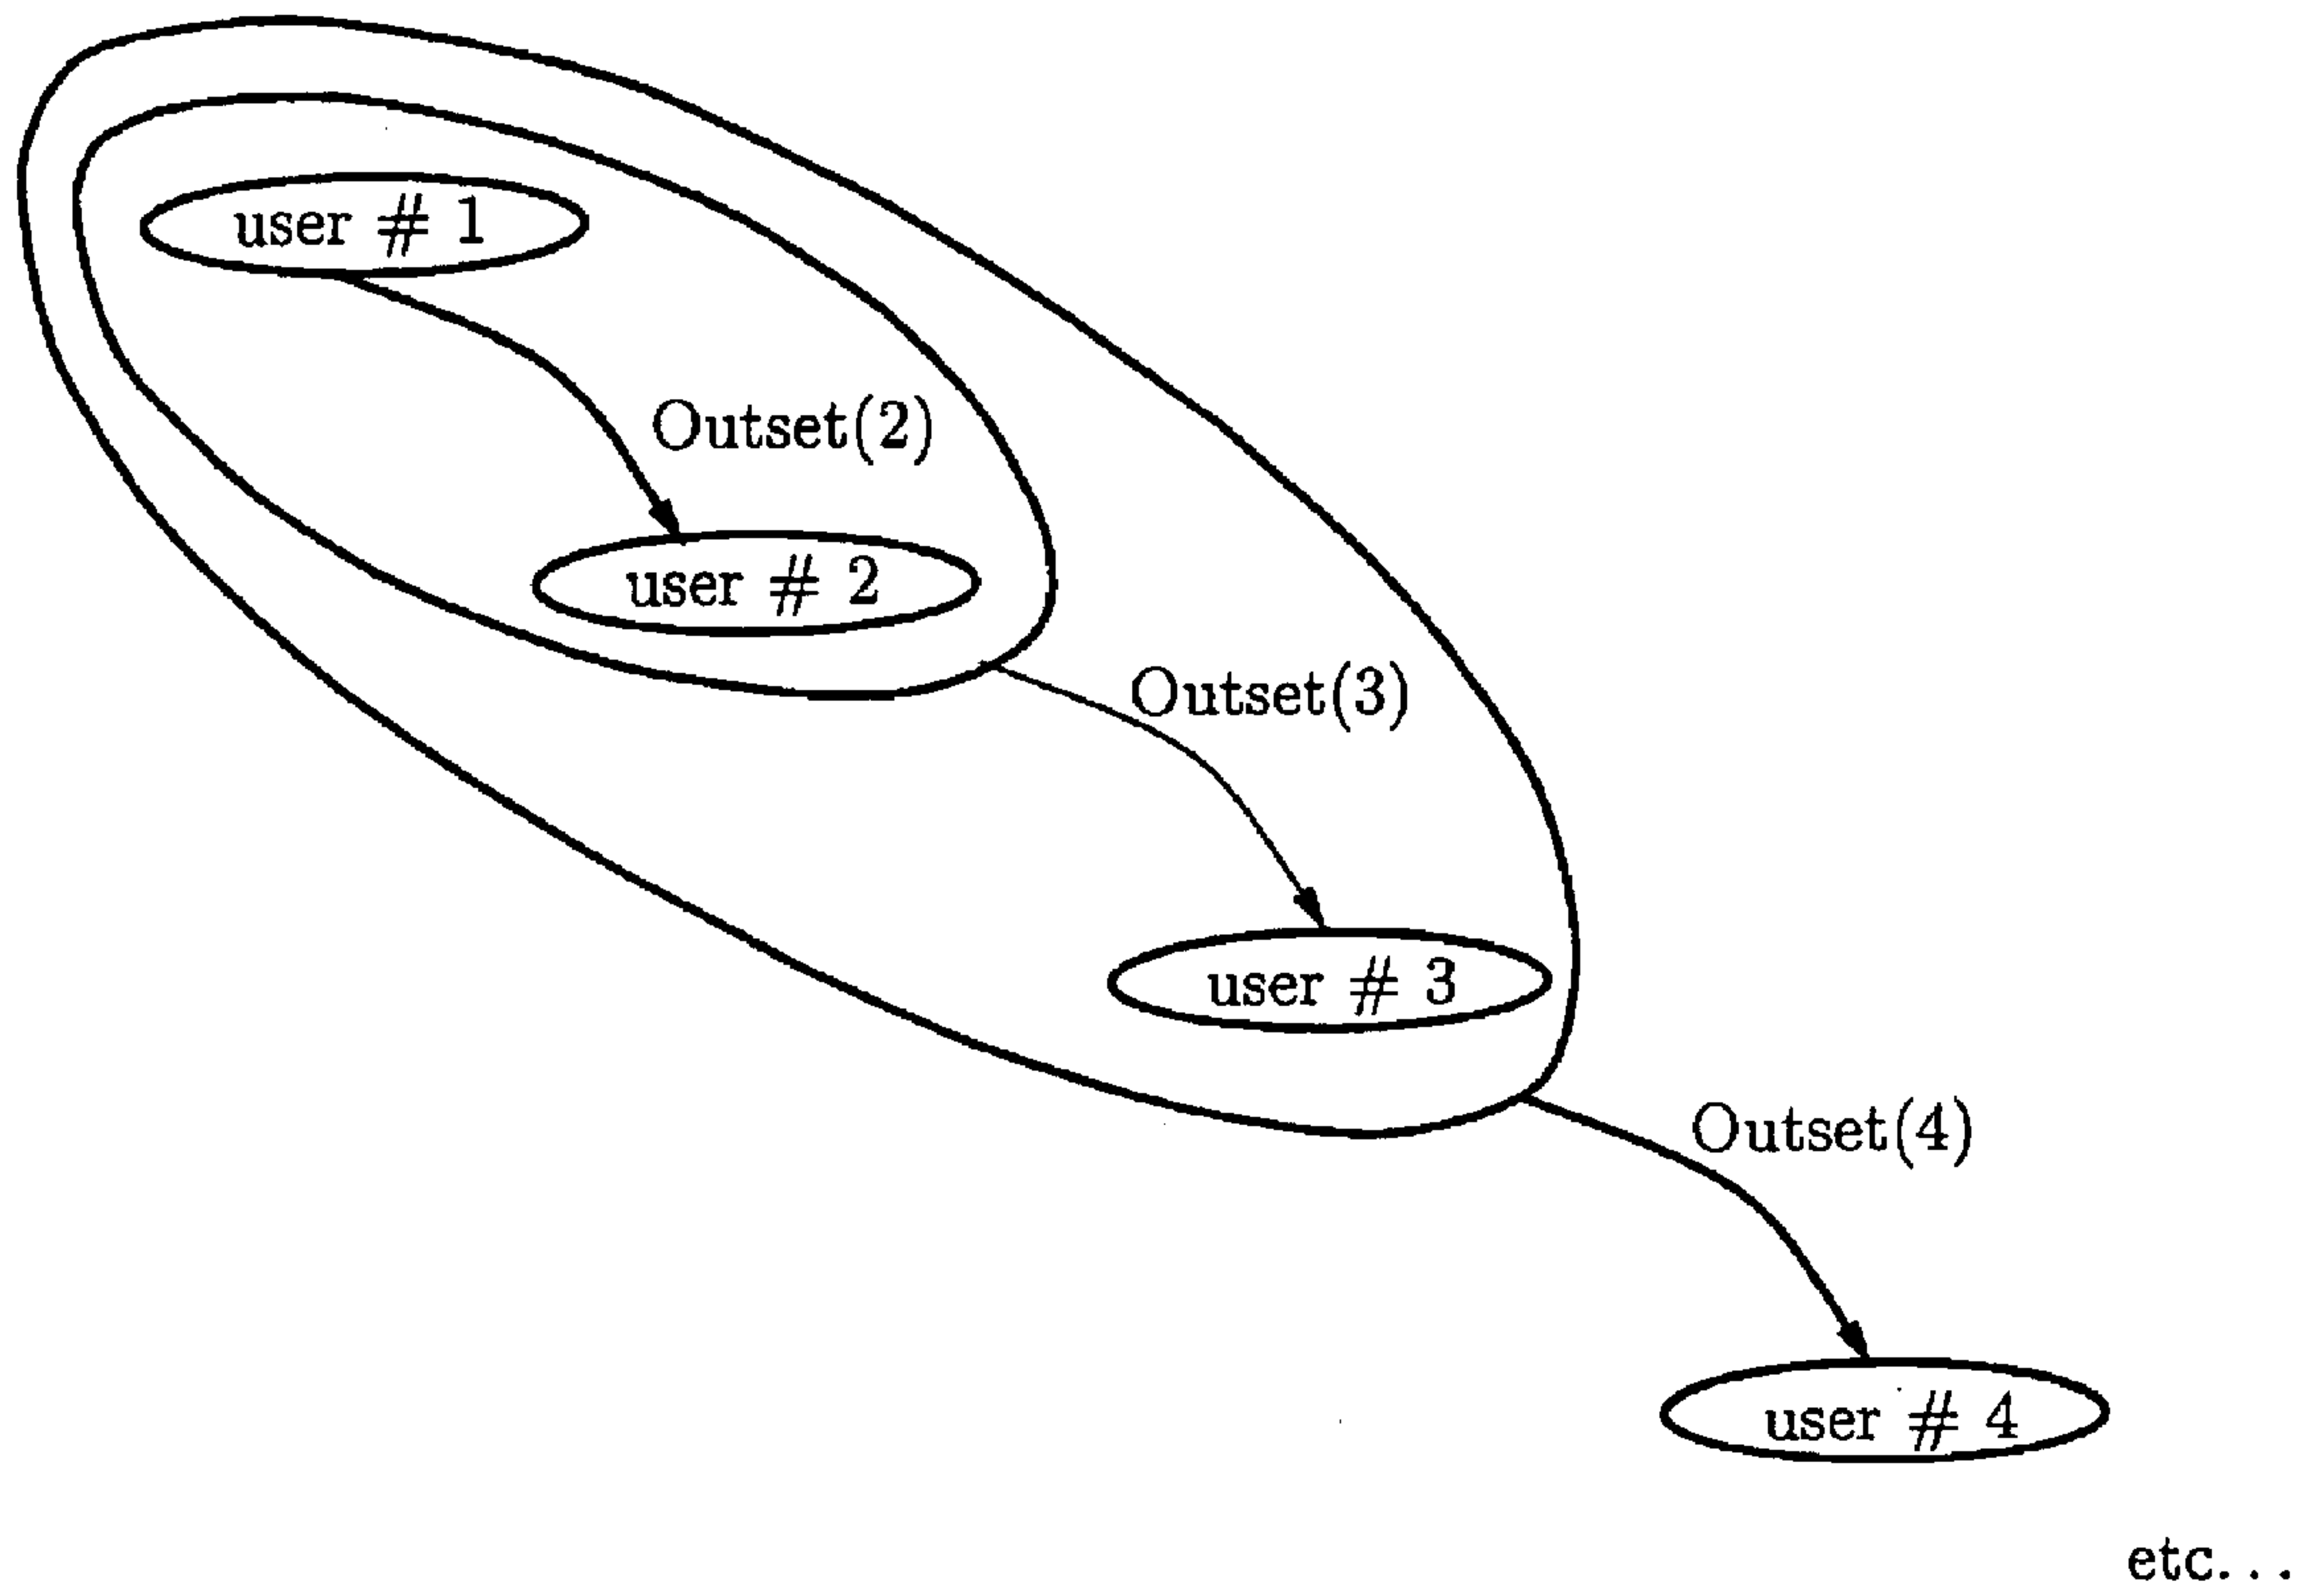 user # 1
Outset(2)
user # 2
Outset(3)
user # 3
Outset(4)
user # 4
etc...